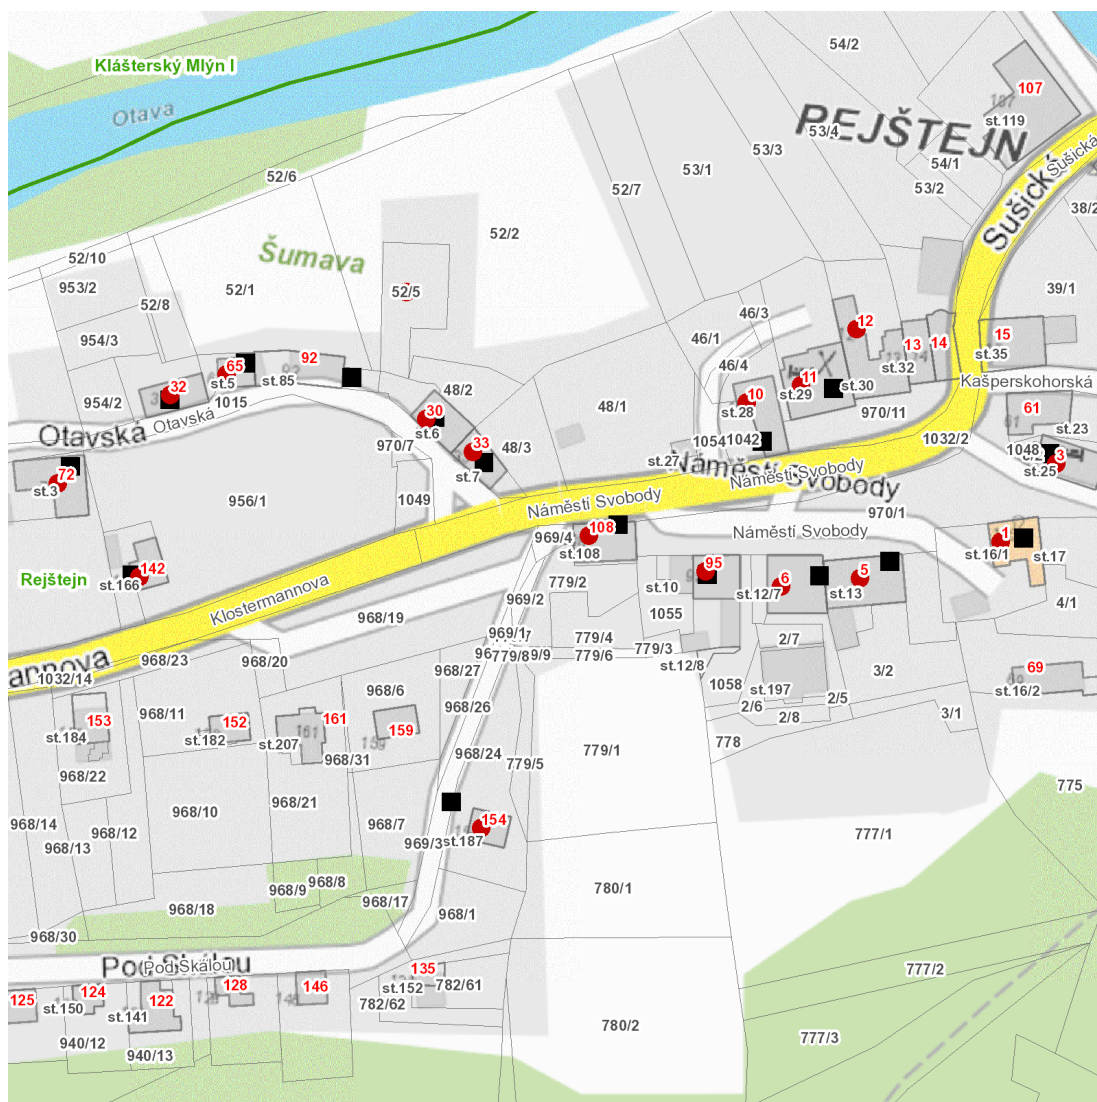 54/2
Klášterský Mlýn I
107
187
st.119
Otava
53/4
REJŠTEJN
53/3
54/1
Sušická
53/1
52/6
53/2
52/7
38/2
Sušická
52/2
Šumava
52/10
953/2
52/1
52/5
39/1
52/8
46/3
12
954/3
46/1
13
14
15
92
65
46/4
st.35
32
st.5
st.85
11
st.32
st.30
Kašperskohorská
48/2
10
st.29
954/2
1015
st.28
48/1
970/11
61
30
Otavská
Otavská
st.6
st.23
61
970/7
48/3
33
1054
1042
1032/2
1048
3
st.27
72
st.7
Náměstí Svobody
Náměstí Svobody
st.25
st.3
956/1
1049
Náměstí Svobody
970/1
108
969/4
Náměstí Svobody
1
st.108
st.16/1
st.17
142
95
Rejštejn
st.166
779/2
st.10
6
5
st.12/7
st.13
Klostermannova
969/2
4/1
968/19
1055
969/1
779/4
2/7
annova
968/23
968/20
779/8
779/6
779/3
st.12/8
69
1032/14
968/27
3/2
968/6
1058
st.197
st.16/2
968/26
2/6
2/5
968/11
153
152
161
159
2/8
3/1
161
159
st.184
st.182
st.207
778
968/24
779/1
968/22
968/31
779/5
775
968/10
968/21
968/14
968/12
968/7
154
777/1
968/13
969/3
st.187
968/9
968/8
780/1
968/18
968/17
968/1
968/30
Pod Skálou
Pod Skálou
135
777/2
125
124
122
128
146
st.152
782/61
st.150
st.141
782/62
780/2
940/12
777/3
940/13